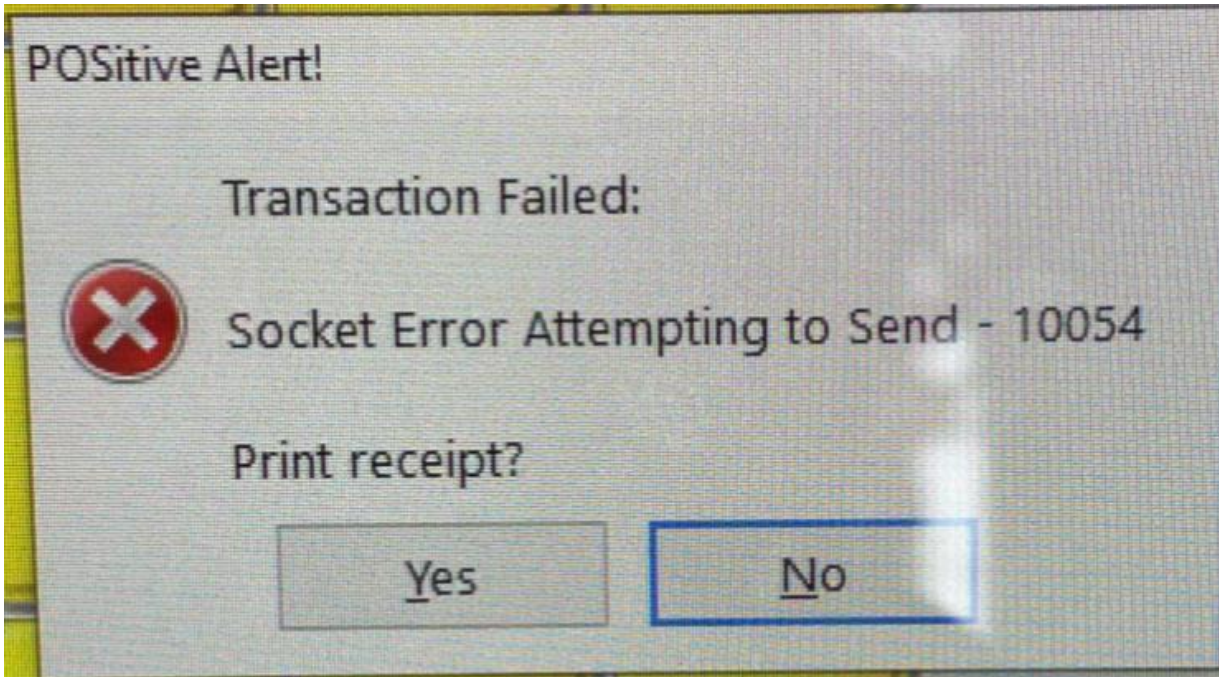 POSitive Alert!
Transaction Failed:
Socket Error Attempting to Send - 10054
Print receipt?
Yes
No